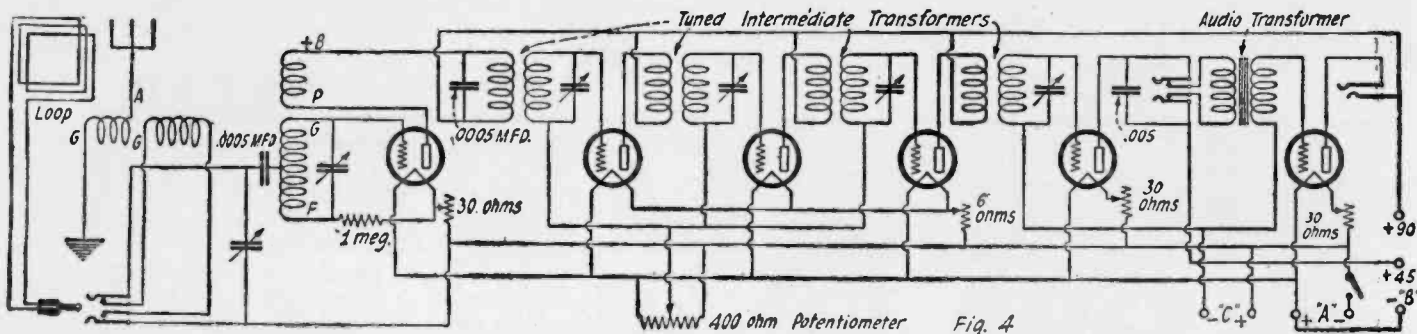 Tuned Intermediate Transformers
Audio Transformer
+B
A
P
Loop
G
G
.0005 MFD
G
.0005 MFD.
.005
F
30 ohms
1 meg.
6 ohms
30 ohms
30 ohms
+90
+45
-"B"
-"C"+
+"A"-
400 ohm Potentiometer
Fig. 4